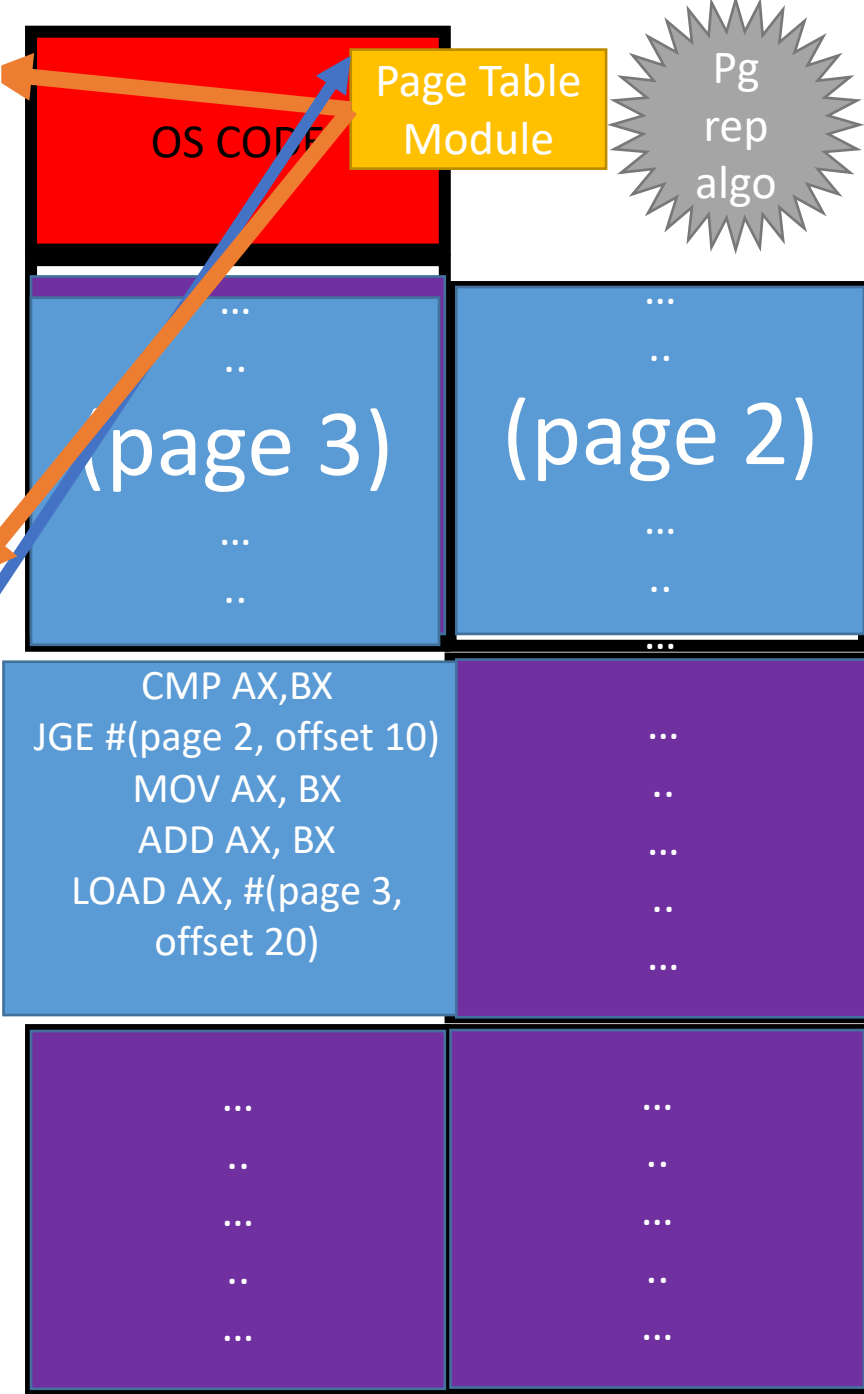 OS CODE
Page Table
Module
Pg
rep
algo
...
..
(page 3)
...
..
...
..
(page 2)
...
..
...
CMP AX,BX
JGE #(page 2, offset 10)
MOV AX, BX
ADD AX, BX
LOAD AX, #(page 3,
offset 20)
...
..
...
..
...
...
..
...
..
...
...
..
...
..
...